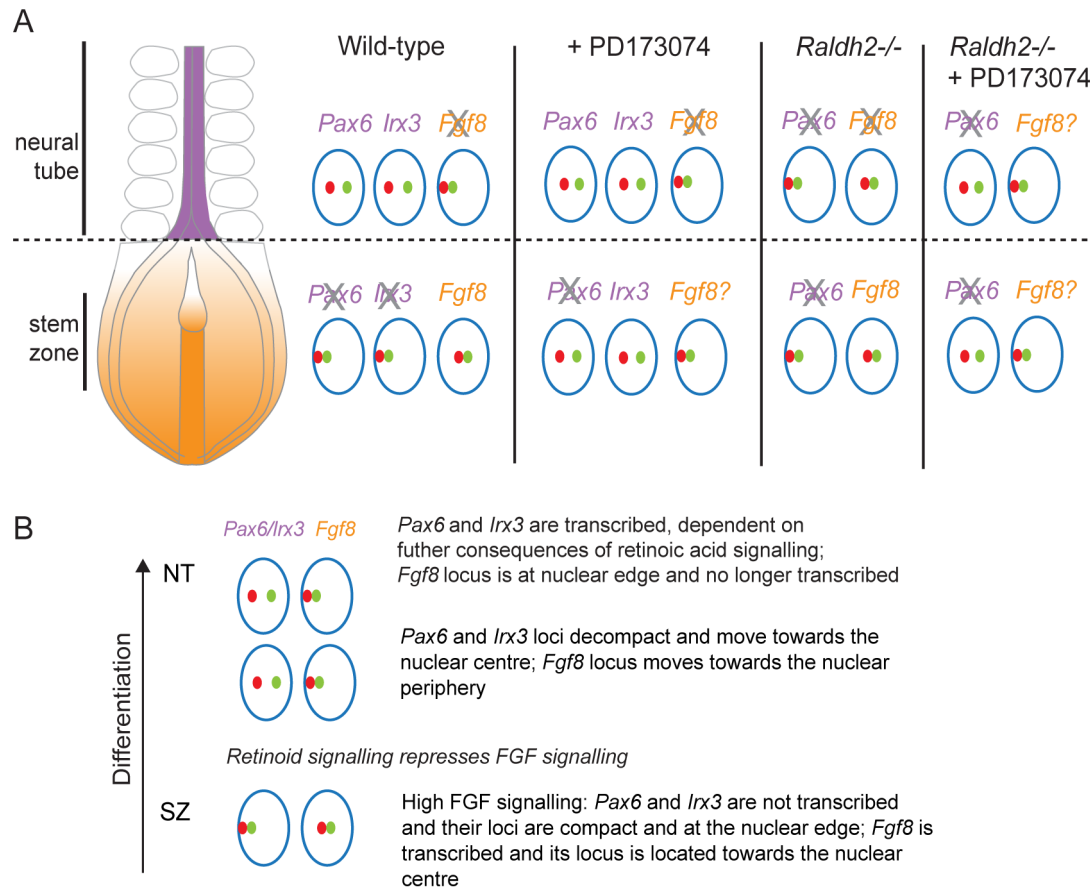 A
Wild-type
+ PD173074
Raldh2-/-
Raldh2-/-
+ PD173074
neural
tube
Pax6 Irx3 Fgf8
Pax6 Irx3 Fgf8
Pax6 Fgf8
Pax6 Fgf8?
stem
zone
Pax6 Irx3 Fgf8
Pax6 Irx3 Fgf8?
Pax6 Fgf8
Pax6 Fgf8?
B
Differentiation
Pax6/Irx3 Fgf8
NT
Pax6 and Irx3 are transcribed, dependent on
futher consequences of retinoic acid signalling;
Fgf8 locus is at nuclear edge and no longer transcribed
Pax6 and Irx3 loci decompact and move towards the
nuclear centre; Fgf8 locus moves towards the nuclear
periphery
Retinoid signalling represses FGF signalling
SZ
High FGF signalling: Pax6 and Irx3 are not transcribed
and their loci are compact and at the nuclear edge; Fgf8 is
transcribed and its locus is located towards the nuclear
centre